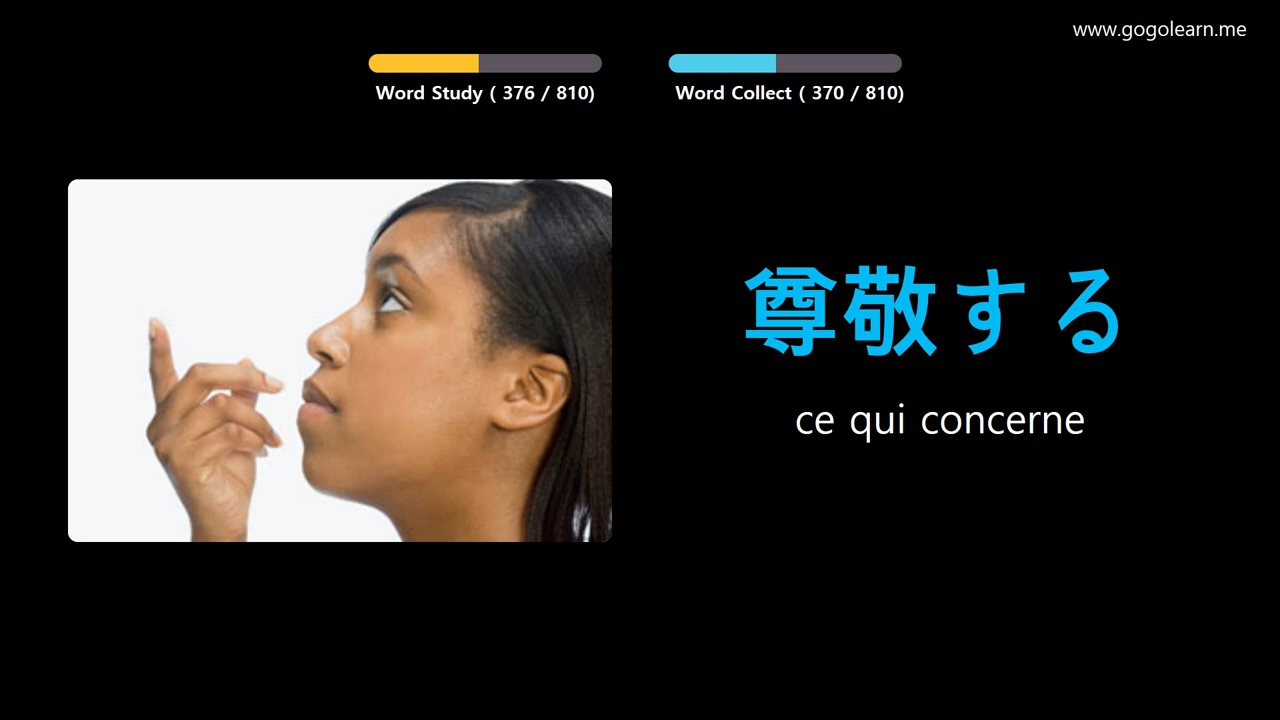 www.gogolearn.me
Word Study ( 376 / 810)
Word Collect ( 370 / 810)
尊敬する
ce qui concerne